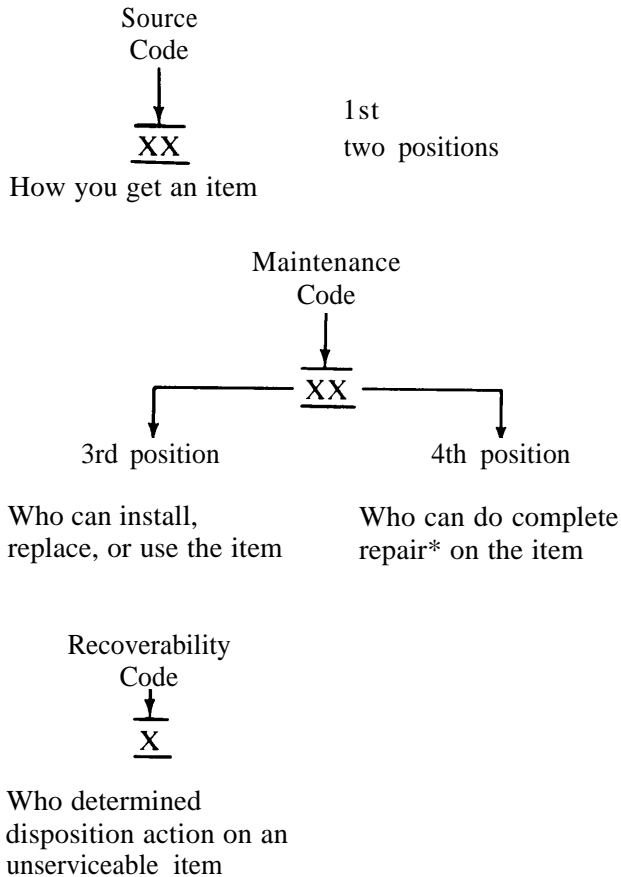 Source
Code
XX
How you get an item
1st
two positions
Maintenance
Code
XX
3rd position
4th position
Who can install,
replace, or use the item
Who can do complete
repair* on the item
Recoverability
Code
X
Who determined
disposition action on an
unserviceable item